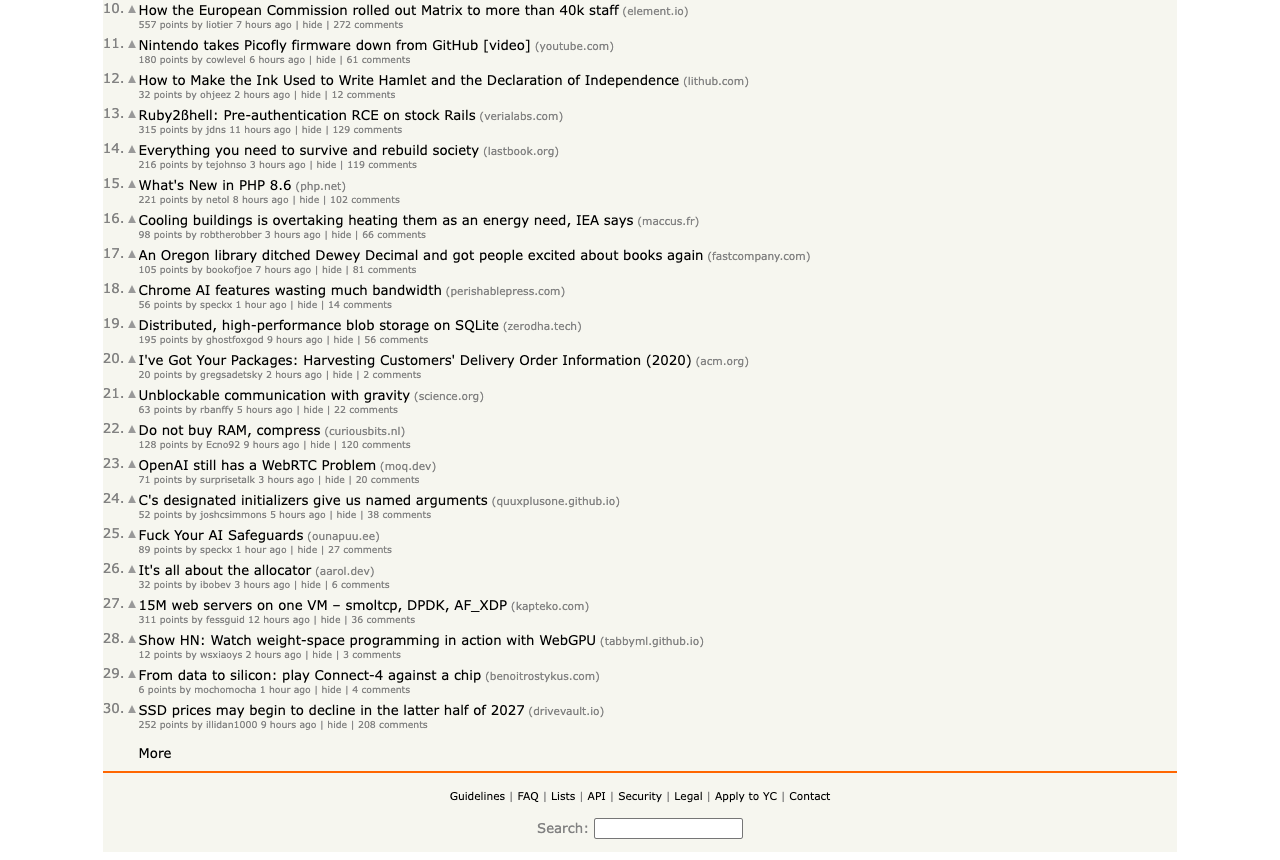 10. How the European Commission rolled out Matrix to more than 40k staff (element.io)
557 points by liotier 7 hours ago | hide | 272 comments
11. Nintendo takes Picofly firmware down from GitHub [video] (youtube.com)
180 points by cowlevel 6 hours ago | hide | 61 comments
12. How to Make the Ink Used to Write Hamlet and the Declaration of Independence (lithub.com)
32 points by ohjeez 2 hours ago | hide | 12 comments
13. Ruby2ßhell: Pre-authentication RCE on stock Rails (verialabs.com)
315 points by jdns 11 hours ago | hide | 129 comments
14. Everything you need to survive and rebuild society (lastbook.org)
216 points by tejohnso 3 hours ago | hide | 119 comments
15. What's New in PHP 8.6 (php.net)
221 points by netol 8 hours ago | hide | 102 comments
16. Cooling buildings is overtaking heating them as an energy need, IEA says (maccus.fr)
98 points by robtherobber 3 hours ago | hide | 66 comments
17. An Oregon library ditched Dewey Decimal and got people excited about books again (fastcompany.com)
105 points by bookofjoe 7 hours ago | hide | 81 comments
18. Chrome AI features wasting much bandwidth (perishablepress.com)
56 points by speckx 1 hour ago | hide | 14 comments
19. Distributed, high-performance blob storage on SQLite (zerodha.tech)
195 points by ghostfoxgod 9 hours ago | hide | 56 comments
20. I've Got Your Packages: Harvesting Customers' Delivery Order Information (2020) (acm.org)
20 points by gregsadetsky 2 hours ago | hide | 2 comments
21. Unblockable communication with gravity (science.org)
63 points by rbanffy 5 hours ago | hide | 22 comments
22. Do not buy RAM, compress (curiousbits.nl)
128 points by Ecno92 9 hours ago | hide | 120 comments
23. OpenAI still has a WebRTC Problem (moq.dev)
71 points by surprisetalk 3 hours ago | hide | 20 comments
24. C's designated initializers give us named arguments (quuxplusone.github.io)
52 points by joshcsimmons 5 hours ago | hide | 38 comments
25. Fuck Your AI Safeguards (ounapuu.ee)
89 points by speckx 1 hour ago | hide | 27 comments
26. It's all about the allocator (aarol.dev)
32 points by ibobev 3 hours ago | hide | 6 comments
27. 15M web servers on one VM – smoltcp, DPDK, AF_XDP (kapteko.com)
311 points by fessguid 12 hours ago | hide | 36 comments
28. Show HN: Watch weight-space programming in action with WebGPU (tabbyml.github.io)
12 points by wsxiaoys 2 hours ago | hide | 3 comments
29. From data to silicon: play Connect-4 against a chip (benoitrostykus.com)
6 points by mochomocha 1 hour ago | hide | 4 comments
30. SSD prices may begin to decline in the latter half of 2027 (drivevault.io)
252 points by illidan1000 9 hours ago | hide | 208 comments
More
Guidelines | FAQ | Lists | API | Security | Legal | Apply to YC | Contact
Search: